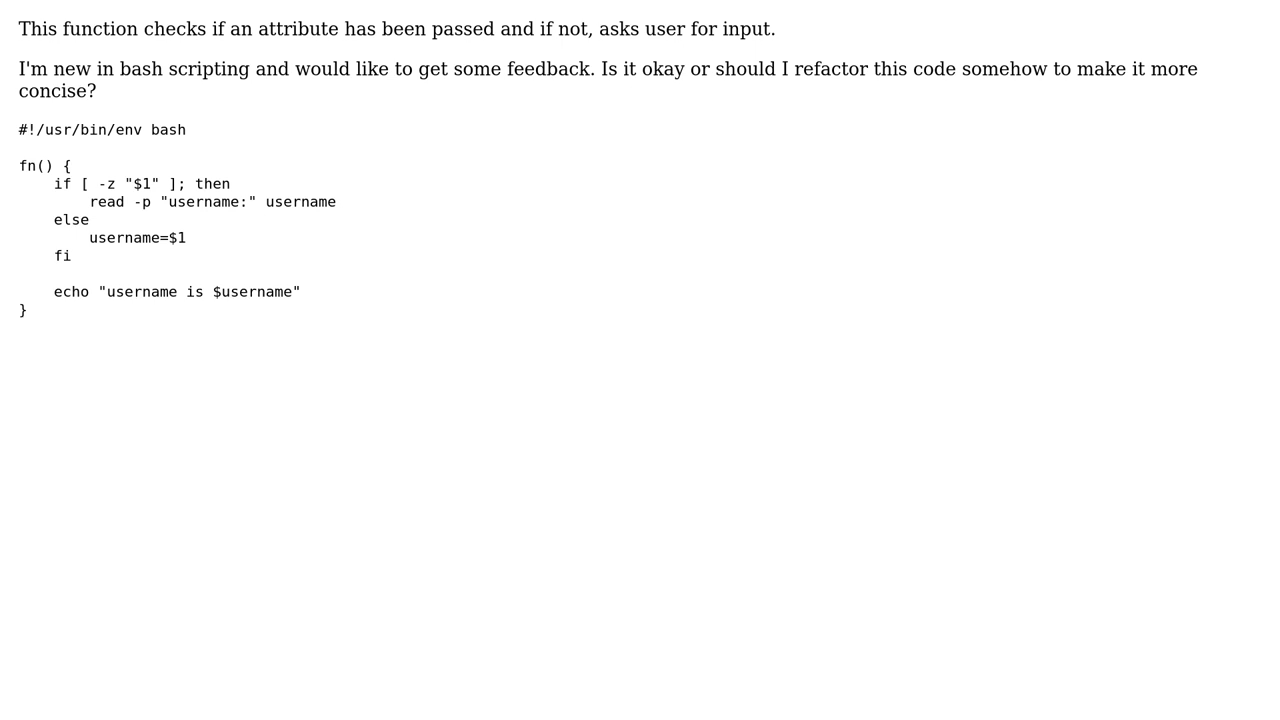 This function checks if an attribute has been passed and if not, asks user for input.
I'm new in bash scripting and would like to get some feedback. Is it okay or should I refactor this code somehow to make it more
concise?
#!/usr/bin/env bash
fn() {
    if [ -z "$1" ]; then
        read -p "username:" username
    else
        username=$1
    fi
    echo "username is $username"
}